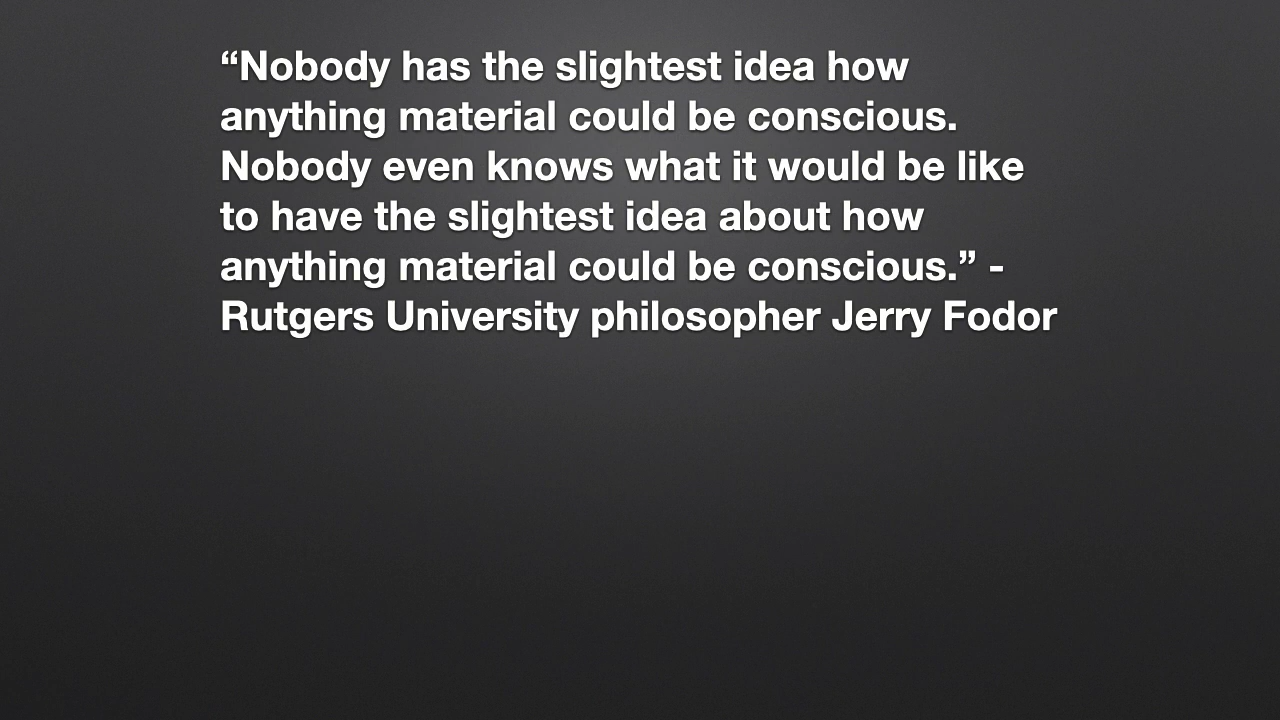 “Nobody has the slightest idea how
anything material could be conscious.
Nobody even knows what it would be like
to have the slightest idea about how
anything material could be conscious.” -
Rutgers University philosopher Jerry Fodor